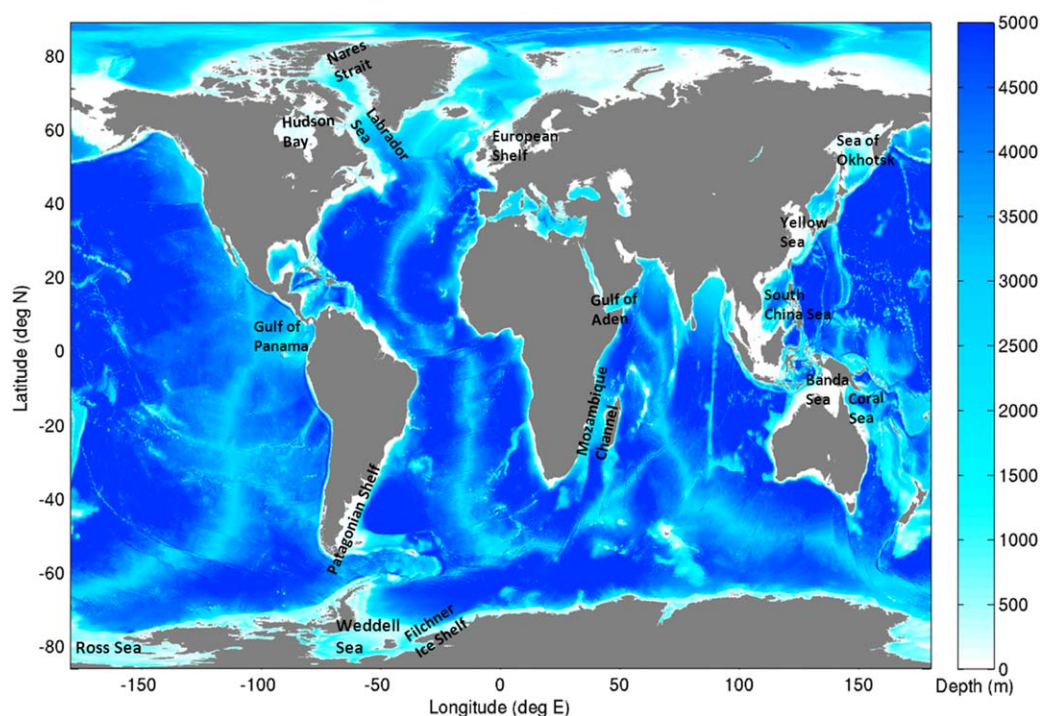 Nares
Strait
Hudson
Bay
Labrador
Sea
European
Shelf
Sea of
Okhotsk
Yellow
Sea
Gulf of
Aden
South
China Sea
Gulf of
Panama
Banda
Sea
Coral
Sea
Mozambique
Channel
Patagonian Shelf
Weddell
Sea
Filchner
Ice Shelf
Ross Sea
80
60
40
20
0
-20
-40
-60
-80
Latitude (deg N)
-150
-100
-50
0
50
100
150
Longitude (deg E)
5000
4500
4000
3500
3000
2500
2000
1500
1000
500
0
Depth (m)